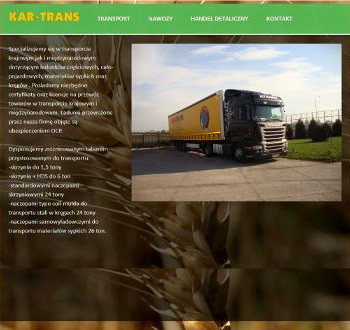 KAR-TRANS
TRANSPORT NAWOZY HANDEL DETALICZNY KONTAKT
Specjalizujemy się w transporcie
krajowym jak i międzynarodowym
dotyczącym ładunków częściowych, cało-
pojazdowych, materiałów sypkich oraz
kręgów. Posiadamy niezbędne
certyfikaty oraz licencje na przewóz
towarów w transporcie krajowym i
międzynarodowym. Ładunki przewożone
przez nasza firmę objęte są
ubezpieczeniem OCP.
Dysponujemy zróżnicowanym taborem
przystosowanym do transportu:
-skrzynia do 1,5 tony
-skrzynia + HDS do 6 ton
-standardowymi naczepami
skrzyniowymi 24 tony
-naczepami typu coil mulda do
transportu stali w kręgach 24 tony
-naczepami samowyładowczymi do
transportu materiałów sypkich 26 ton.